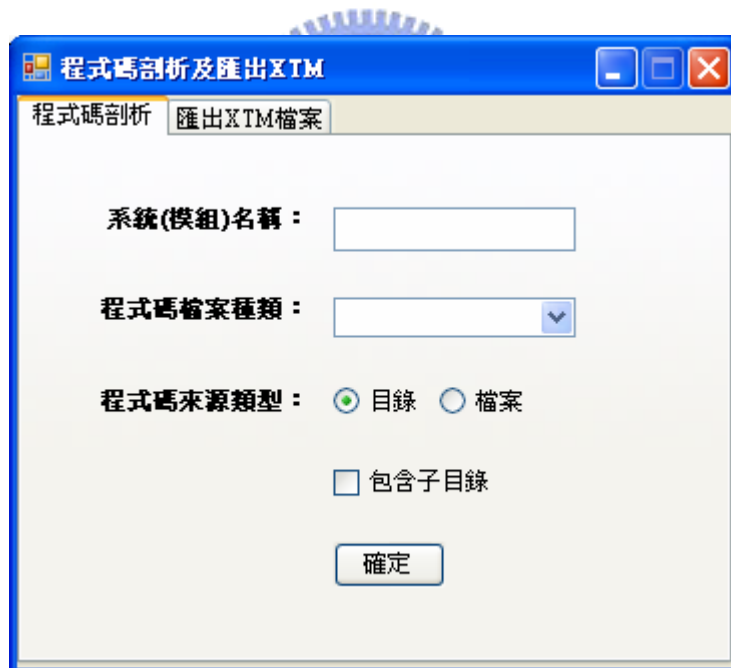 程式碼剖析及匯出XTM
程式碼剖析 匯出XTM檔案
系統(模組)名稱：
程式碼檔案種類：
程式碼來源類型： 目錄 檔案
包含子目錄
確定